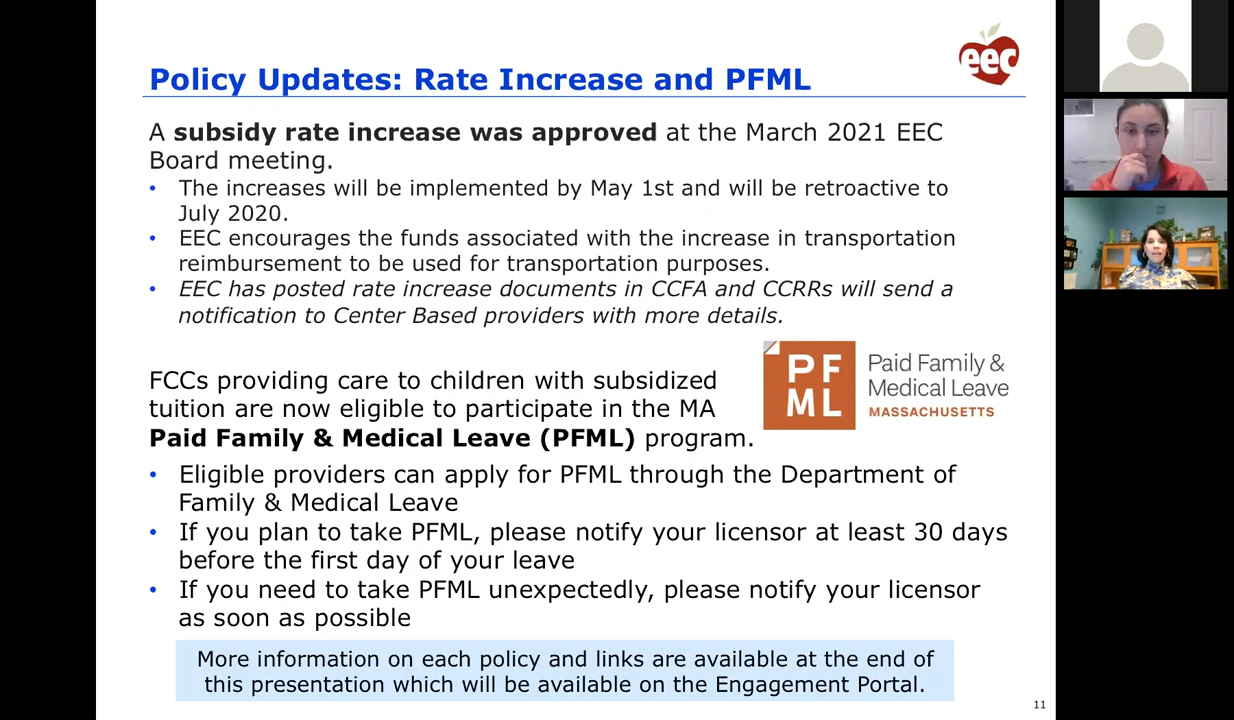 eec
Policy Updates: Rate Increase and PFML
A subsidy rate increase was approved at the March 2021 EEC
Board meeting.
• The increases will be implemented by May 1st and will be retroactive to
July 2020.
• EEC encourages the funds associated with the increase in transportation
reimbursement to be used for transportation purposes.
• EEC has posted rate increase documents in CCFA and CCRRs will send a
notification to Center Based providers with more details.
PF
ML
Paid Family &
Medical Leave
MASSACHUSETTS
FCCs providing care to children with subsidized
tuition are now eligible to participate in the MA
Paid Family & Medical Leave (PFML) program.
• Eligible providers can apply for PFML through the Department of
Family & Medical Leave
• If you plan to take PFML, please notify your licensor at least 30 days
before the first day of your leave
• If you need to take PFML unexpectedly, please notify your licensor
as soon as possible
More information on each policy and links are available at the end of
this presentation which will be available on the Engagement Portal.
11